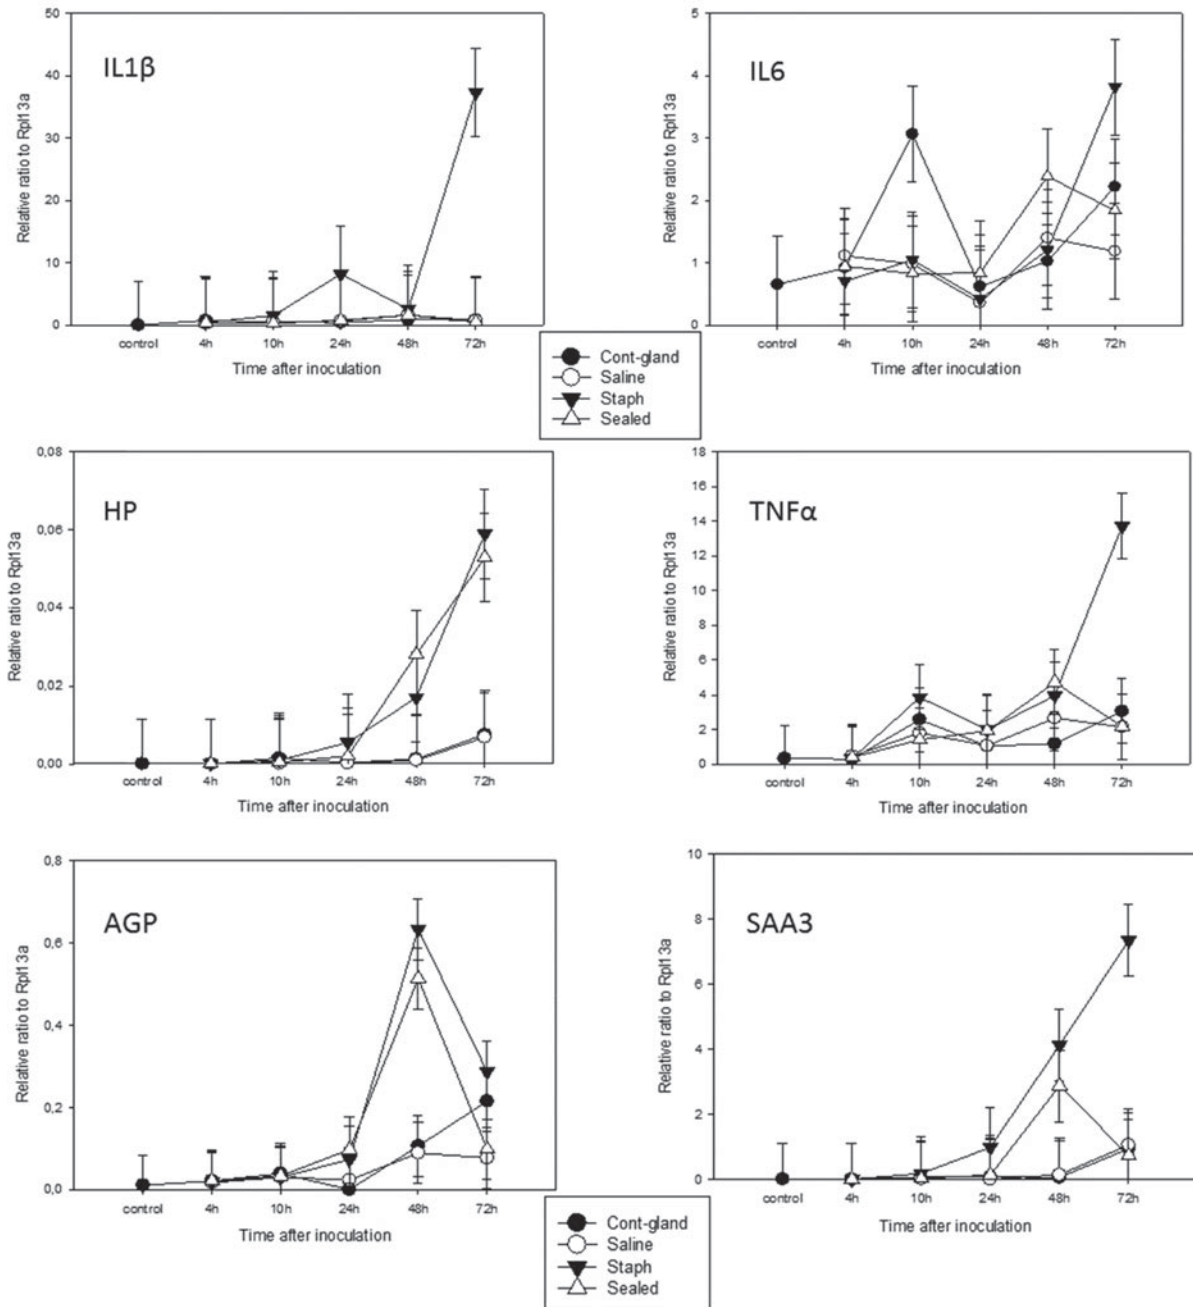 IL1β
Relative ratio to Rpl13a
50
40
30
20
10
0
control 4h 10h 24h 48h 72h
Time after inoculation
IL6
Relative ratio to Rpl13a
5
4
3
2
1
0
control 4h 10h 24h 48h 72h
Time after inoculation
Cont-gland
Saline
Staph
Sealed
HP
Relative ratio to Rpl13a
0,08
0,06
0,04
0,02
0,00
control 4h 10h 24h 48h 72h
Time after inoculation
TNFα
Relative ratio to Rpl13a
18
16
14
12
10
8
6
4
2
0
control 4h 10h 24h 48h 72h
Time after inoculation
AGP
Relative ratio to Rpl13a
0,8
0,6
0,4
0,2
0,0
control 4h 10h 24h 48h 72h
Time after inoculation
SAA3
Relative ratio to Rpl13a
10
8
6
4
2
0
control 4h 10h 24h 48h 72h
Time after inoculation
Cont-gland
Saline
Staph
Sealed